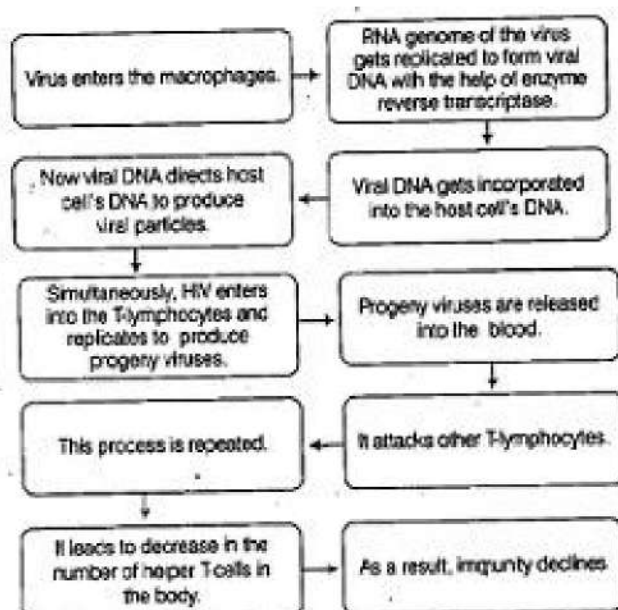 Virus enters the macrophages.
RNA genome of the virus
gets replicated to form viral
DNA with the help of enzyme
reverse transcriptase.
Viral DNA gets incorporated
into the host cell's DNA.
Now viral DNA directs host
cell's DNA to produce
viral particles.
Simultaneously, HIV enters
into the T-lymphocytes and
replicates to produce
progeny viruses.
Progeny viruses are released
into the blood.
It attacks other T-lymphocytes.
This process is repeated.
It leads to decrease in the
number of helper T-cells in
the body.
As a result, immunity declines